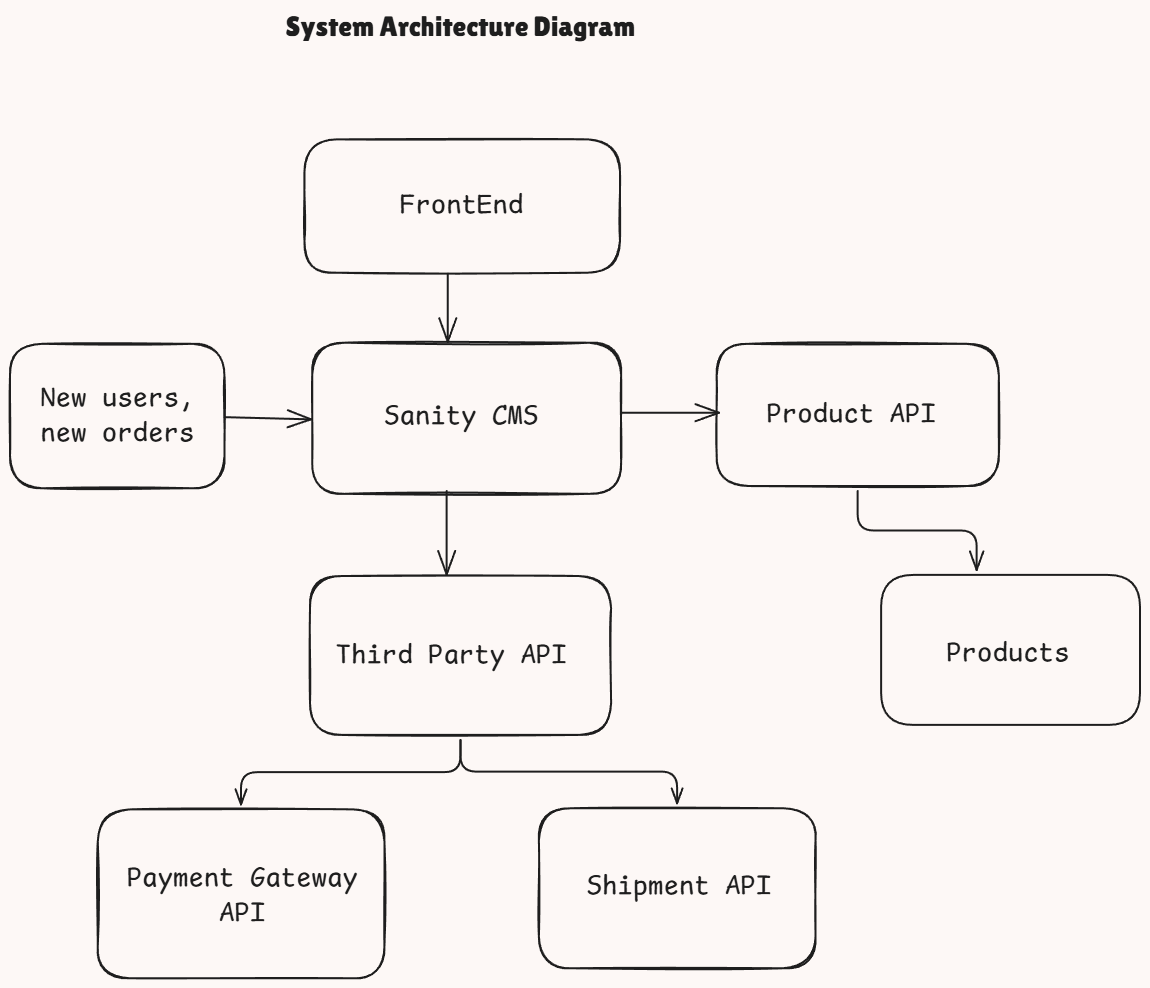 System Architecture Diagram
FrontEnd
New users,
new orders
Sanity CMS
Product API
Third Party API
Products
Payment Gateway
API
Shipment API